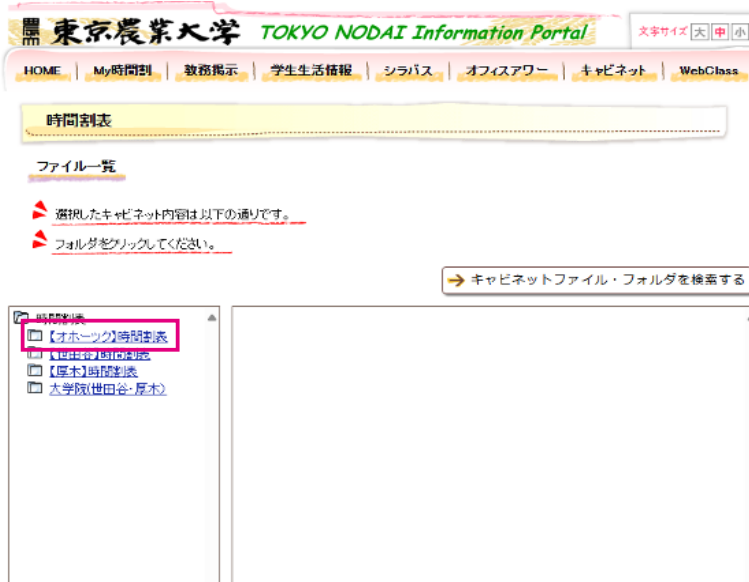 農 東京農業大学 TOKYO NODAI Information Portal 文字サイズ 大 中 小
HOME My時間割 教務掲示 学生生活情報 シラバス オフィスアワー キャビネット WebClass
時間割表
ファイル一覧
選択したキャビネット内容は以下の通りです。
フォルダをクリックしてください。
キャビネットファイル・フォルダを検索する
時間割表
【オホーツク】時間割表
【世田谷】時間割表
【厚木】時間割表
大学院(世田谷・厚木)